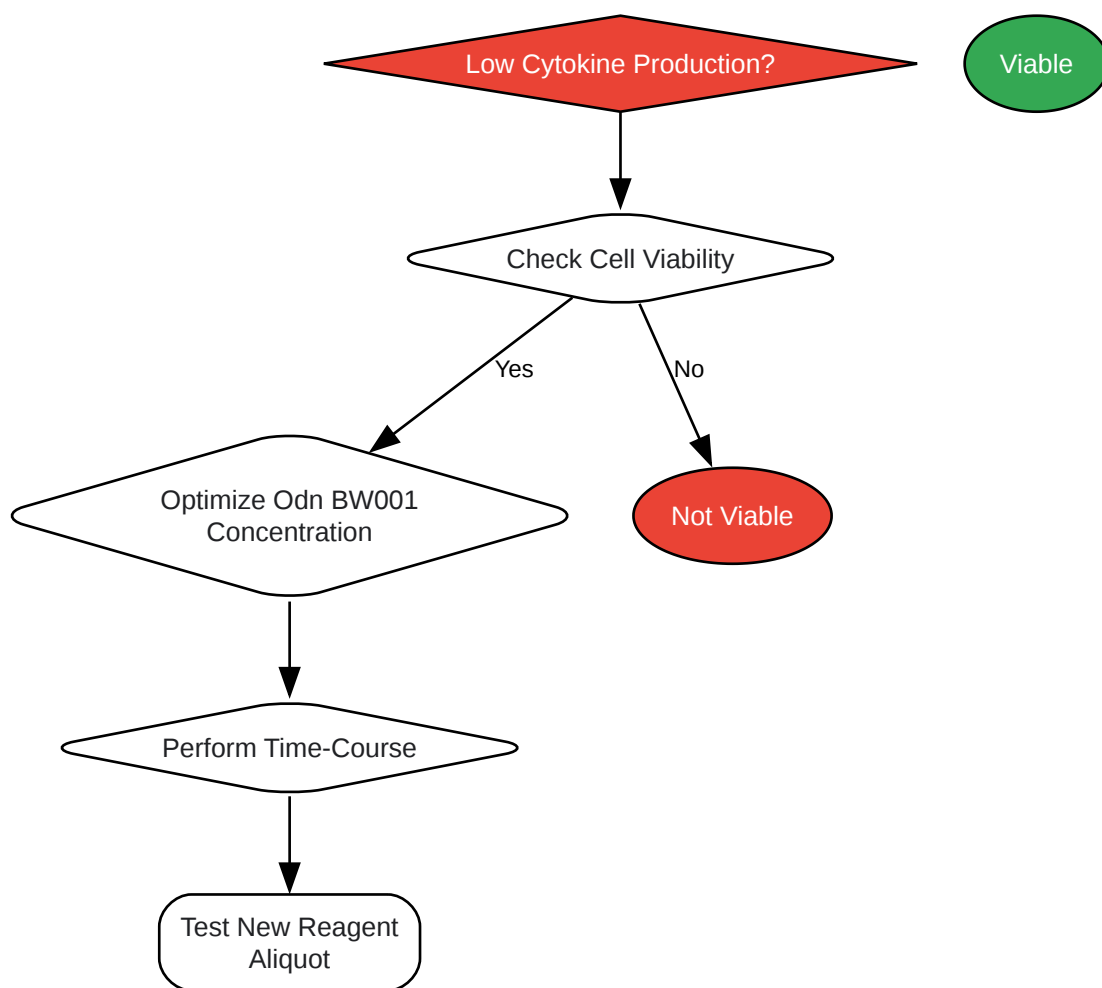 Low Cytokine Production?
Viable
Check Cell Viability
Yes
No
Optimize Odn BW001
Concentration
Not Viable
Perform Time-Course
Test New Reagent
Aliquot